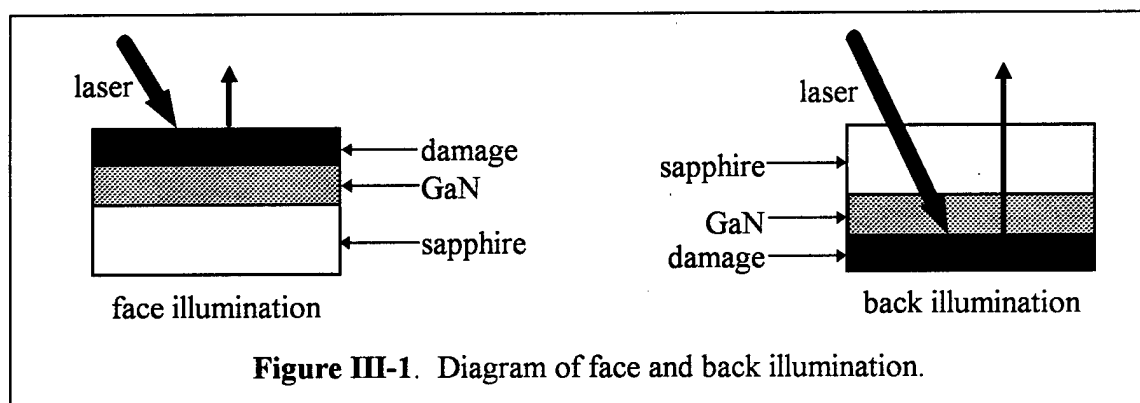 laser
damage
GaN
sapphire
face illumination
laser
sapphire
GaN
damage
back illumination
Figure III-1. Diagram of face and back illumination.